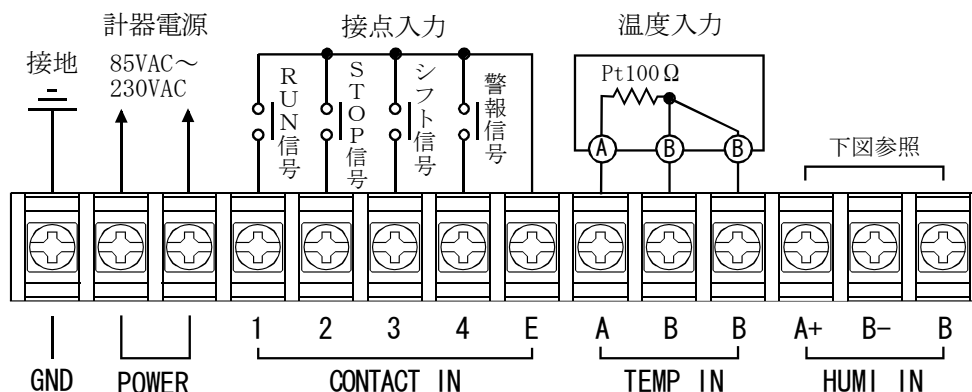 計器電源
接点入力
温度入力
接地
85VAC～
230VAC
RUN信号
STOP信号
シフト信号
警報信号
Pt100Ω
A
B
B
下図参照
1
2
3
4
E
A
B
B
A+
B-
B
GND
POWER
CONTACT IN
TEMP IN
HUMI IN